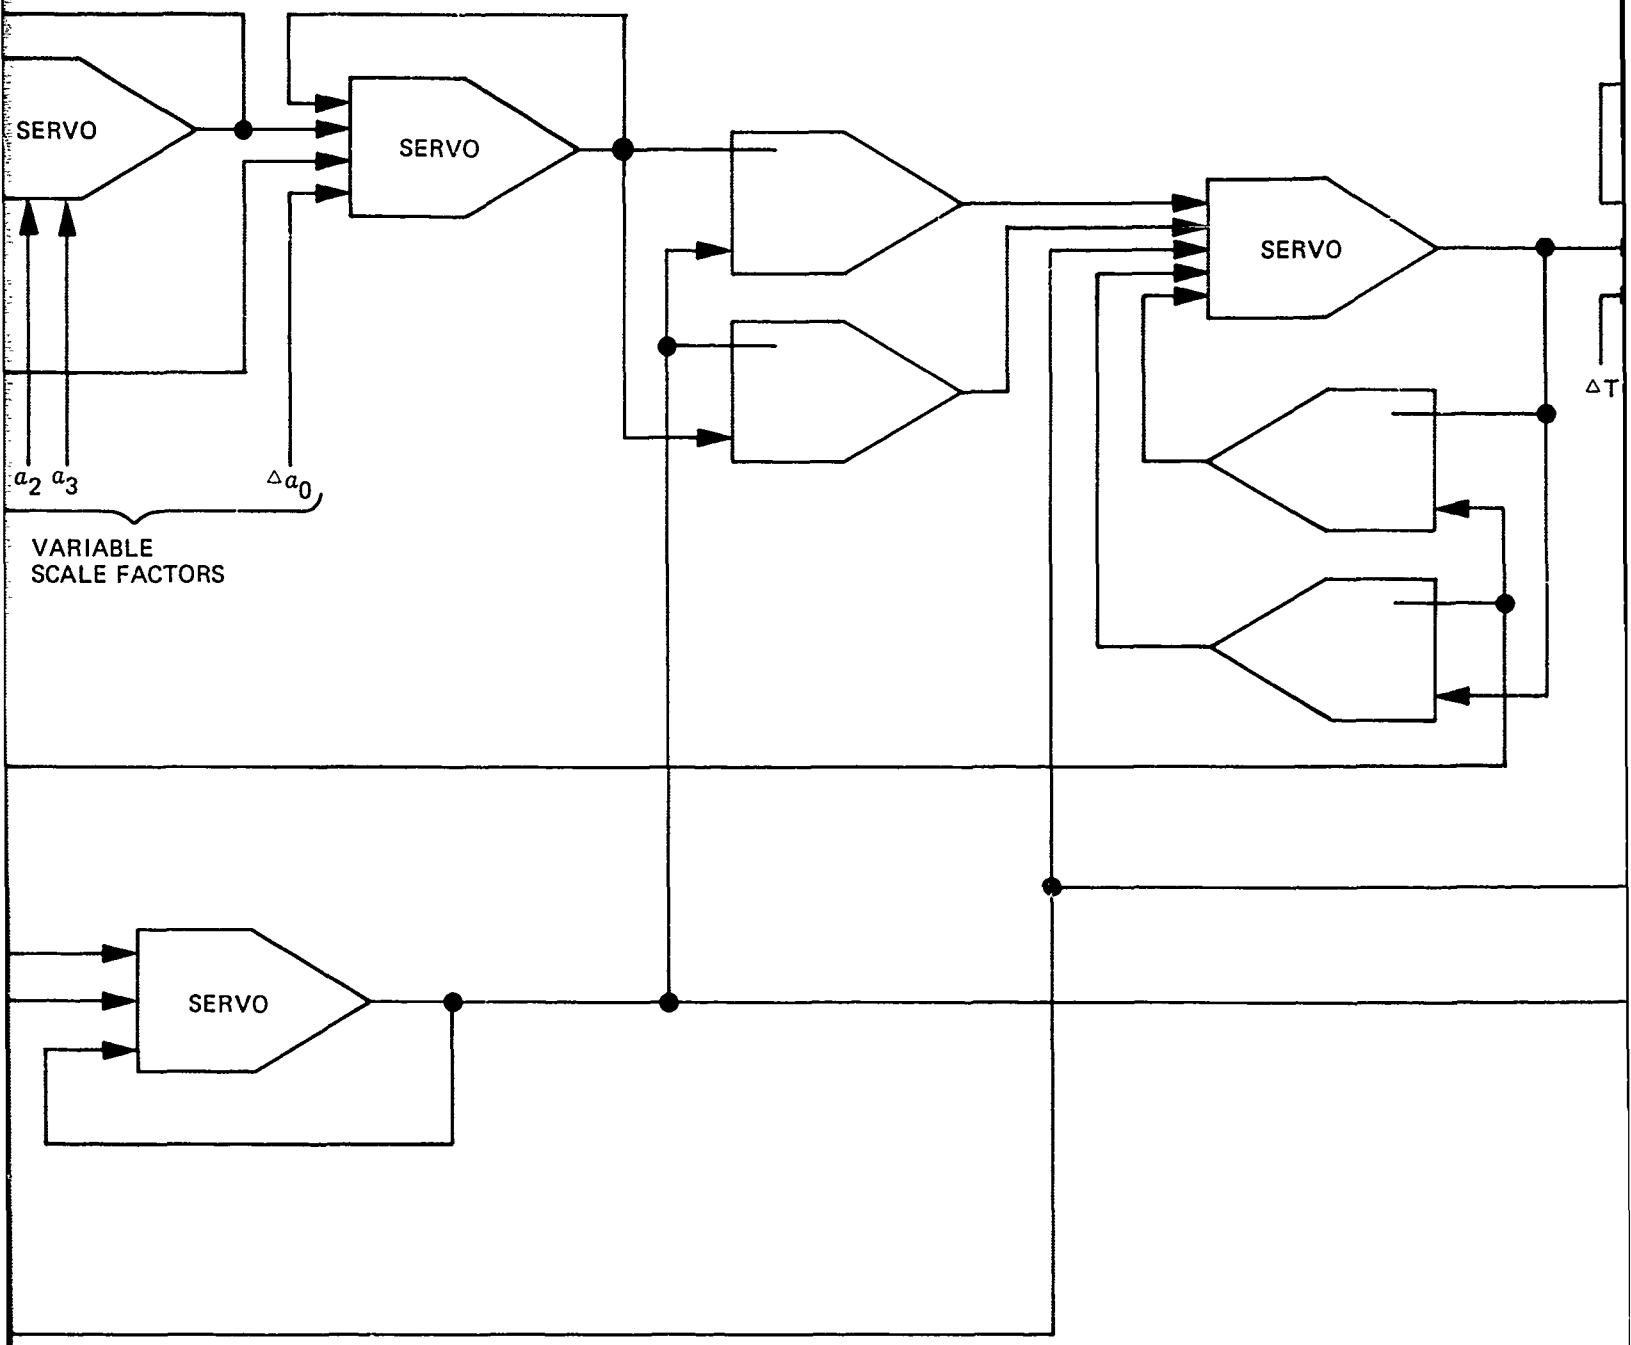 SERVO
SERVO
SERVO
ΔT
a2 a3
Δa0
VARIABLE
SCALE FACTORS
SERVO